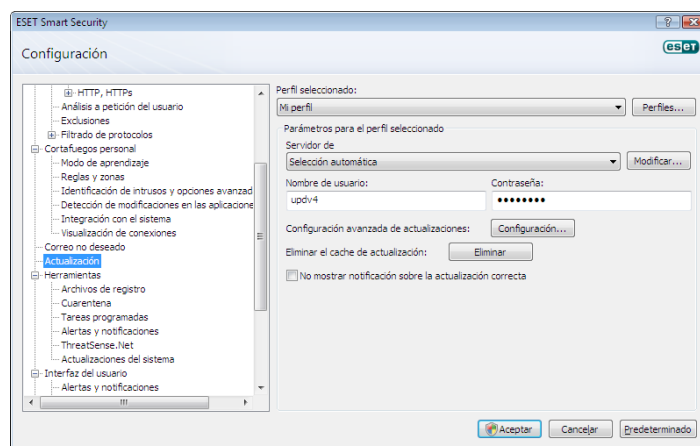 ESET Smart Security
Configuración
eseT
HTTP, HTTPs
Análisis a petición del usuario
Exclusiones
Filtrado de protocolos
Cortafuegos personal
Modo de aprendizaje
Reglas y zonas
Identificación de intrusos y opciones avanzad
Detección de modificaciones en las aplicacione
Integración con el sistema
Visualización de conexiones
Correo no deseado
Actualización
Herramientas
Archivos de registro
Cuarentena
Tareas programadas
Alertas y notificaciones
ThreatSense.Net
Actualizaciones del sistema
Interfaz del usuario
Alertas y notificaciones
Perfil seleccionado:
Mi perfil
Perfiles...
Parámetros para el perfil seleccionado
Servidor de
Selección automática
Modificar...
Nombre de usuario:
Contraseña:
updv4
••••••••
Configuración avanzada de actualizaciones:
Configuración...
Eliminar el cache de actualización:
Eliminar
No mostrar notificación sobre la actualización correcta
Aceptar
Cancelar
Predeterminado